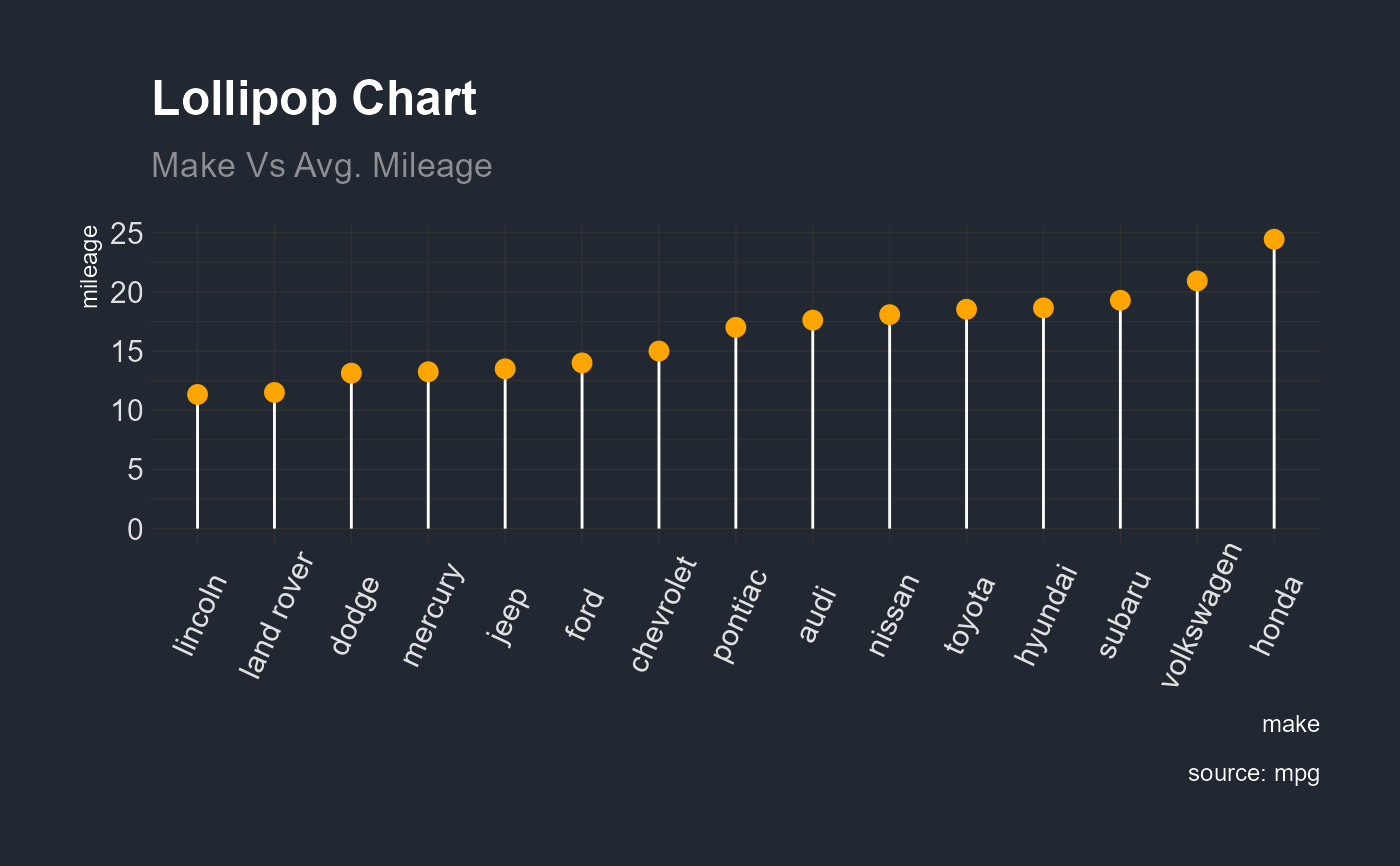 Lollipop Chart
Make Vs Avg. Mileage
mileage
25
20
15
10
5
0
lincoln
land rover
dodge
mercury
jeep
ford
chevrolet
pontiac
audi
nissan
toyota
hyundai
subaru
volkswagen
honda
make
source: mpg